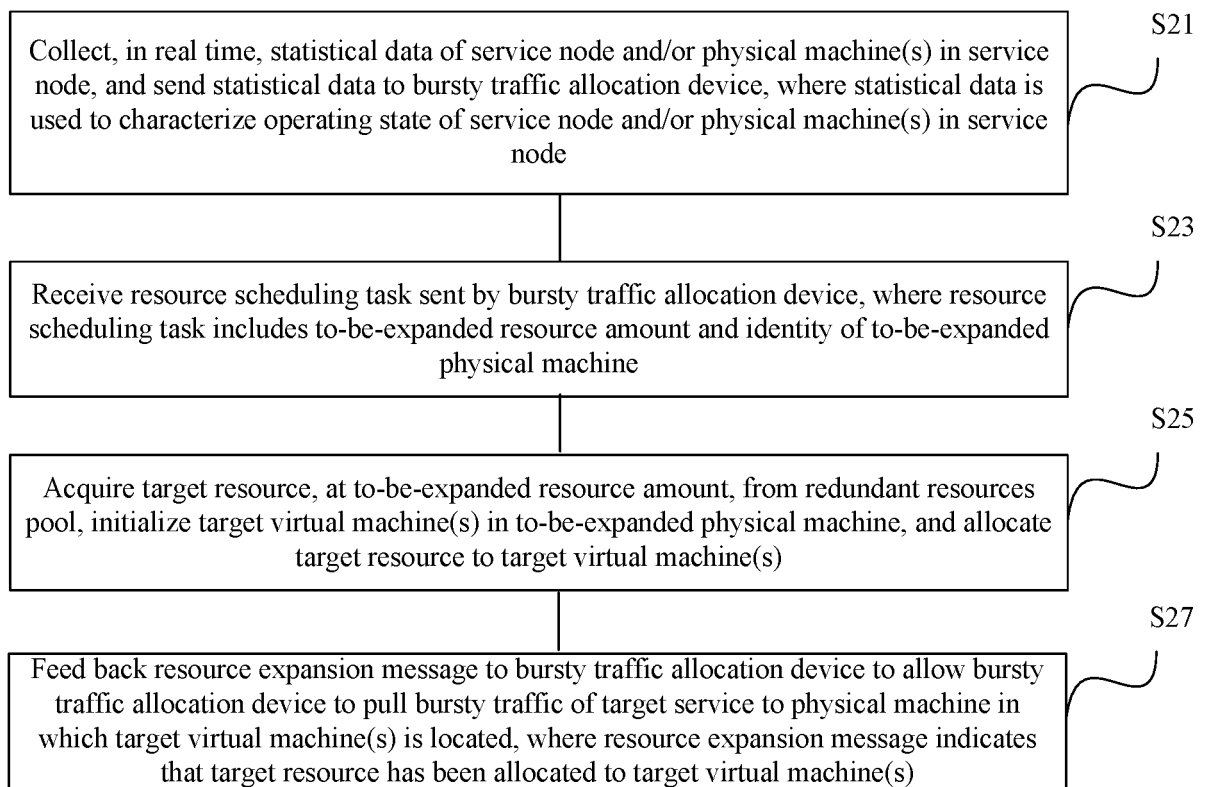 S21
Collect, in real time, statistical data of service node and/or physical machine(s) in service
node, and send statistical data to bursty traffic allocation device, where statistical data is
used to characterize operating state of service node and/or physical machine(s) in service
node
S23
Receive resource scheduling task sent by bursty traffic allocation device, where resource
scheduling task includes to-be-expanded resource amount and identity of to-be-expanded
physical machine
S25
Acquire target resource, at to-be-expanded resource amount, from redundant resources
pool, initialize target virtual machine(s) in to-be-expanded physical machine, and allocate
target resource to target virtual machine(s)
S27
Feed back resource expansion message to bursty traffic allocation device to allow bursty
traffic allocation device to pull bursty traffic of target service to physical machine in
which target virtual machine(s) is located, where resource expansion message indicates
that target resource has been allocated to target virtual machine(s)